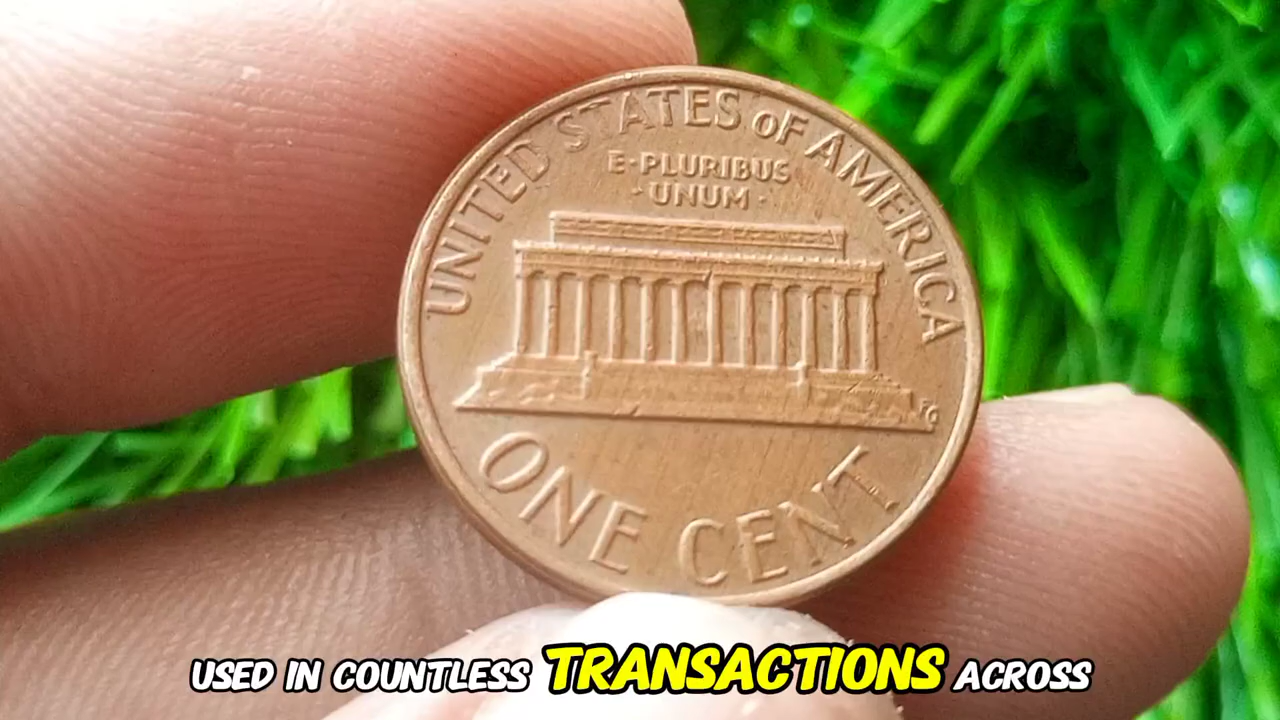 UNITED STATES OF AMERICA
E·PLURIBUS
·UNUM·
FG
ONE CENT
USED IN COUNTLESS TRANSACTIONS ACROSS